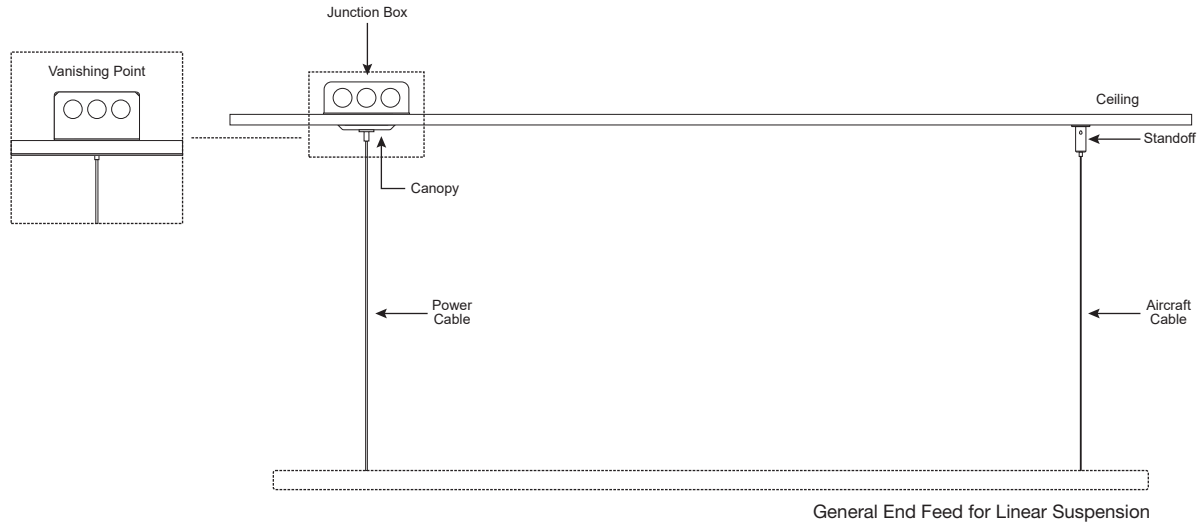 Junction Box
Vanishing Point
Ceiling
Standoff
Canopy
Power
Cable
Aircraft
Cable
General End Feed for Linear Suspension